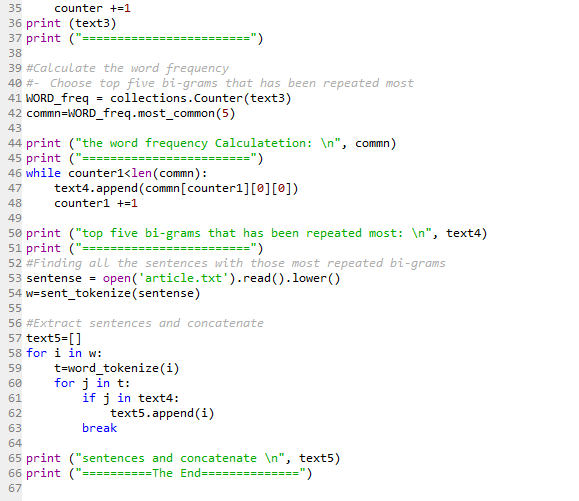 35     counter +=1
36 print (text3)
37 print ("========================")
38
39 #Calculate the word frequency
40 #- Choose top five bi-grams that has been repeated most
41 WORD_freq = collections.Counter(text3)
42 commn=WORD_freq.most_common(5)
43
44 print ("the word frequency Calculatetion: \n", commn)
45 print ("========================")
46 while counter1<len(commn):
47     text4.append(commn[counter1][0][0])
48     counter1 +=1
49
50 print ("top five bi-grams that has been repeated most: \n", text4)
51 print ("========================")
52 #Finding all the sentences with those most repeated bi-grams
53 sentense = open('article.txt').read().lower()
54 w=sent_tokenize(sentense)
55
56 #Extract sentences and concatenate
57 text5=[]
58 for i in w:
59     t=word_tokenize(i)
60     for j in t:
61         if j in text4:
62             text5.append(i)
63         break
64
65 print ("sentences and concatenate \n", text5)
66 print ("==========The End==============")
67